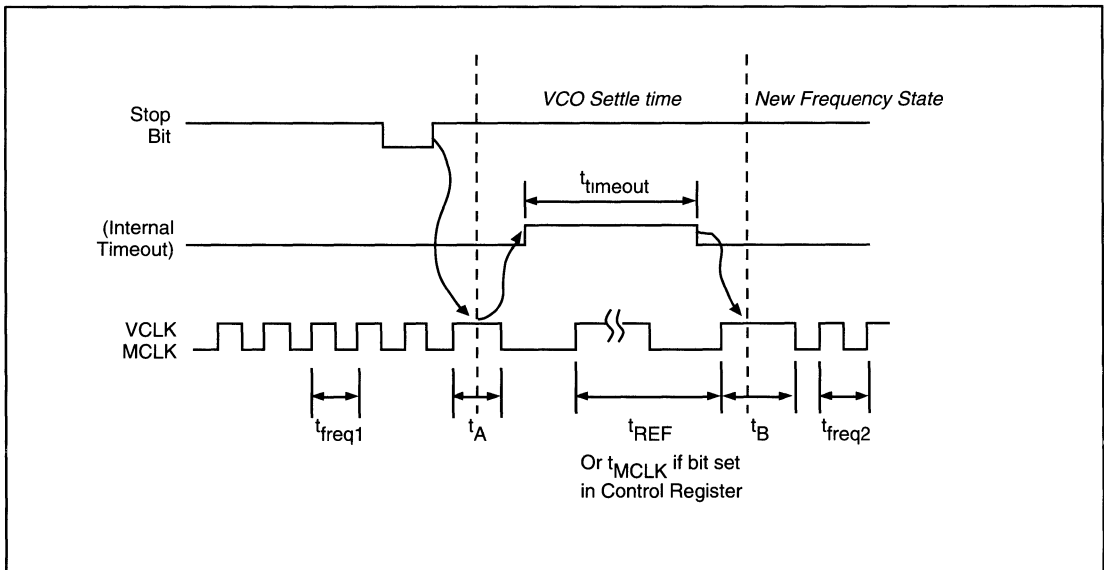 VCO Settle time
New Frequency State
Stop
Bit
t_timeout
(Internal
Timeout)
VCLK
MCLK
t_freq1
t_A
t_REF
t_B
t_freq2
Or t_MCLK if bit set
in Control Register